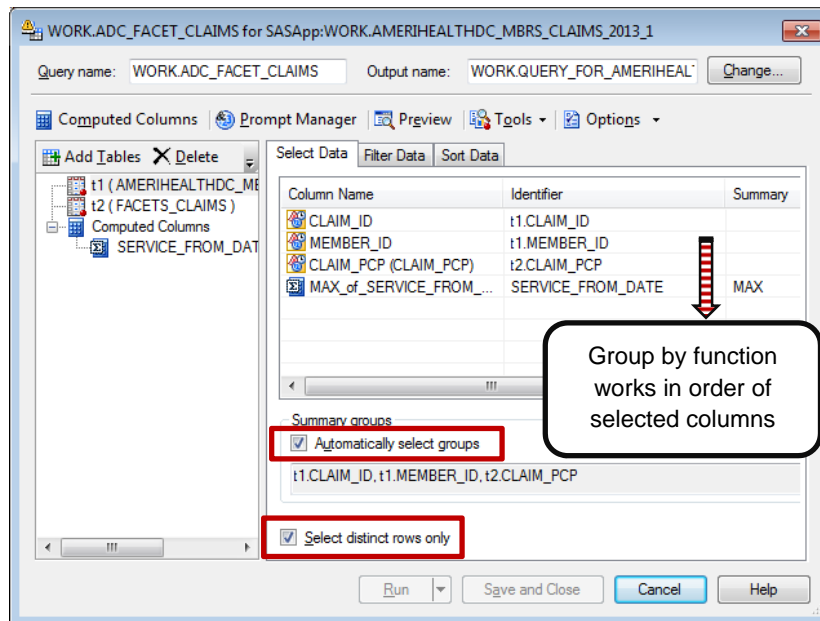 WORK.ADC_FACET_CLAIMS for SASApp:WORK.AMERIHEALTHDC_MBRS_CLAIMS_2013_1
Query name: WORK.ADC_FACET_CLAIMS Output name: WORK.QUERY_FOR_AMERIHEAL Change...
Computed Columns Prompt Manager Preview Tools Options
Add Tables Delete Select Data Filter Data Sort Data
t1 ( AMERIHEALTHDC_ME
t2 ( FACETS_CLAIMS )
Computed Columns
SERVICE_FROM_DAT
Column Name Identifier Summary
CLAIM_ID t1.CLAIM_ID
MEMBER_ID t1.MEMBER_ID
CLAIM_PCP (CLAIM_PCP) t2.CLAIM_PCP
MAX_of_SERVICE_FROM_... SERVICE_FROM_DATE MAX
Group by function
works in order of
selected columns
Summary groups
Automatically select groups
t1.CLAIM_ID, t1.MEMBER_ID, t2.CLAIM_PCP
Select distinct rows only
Run Save and Close Cancel Help